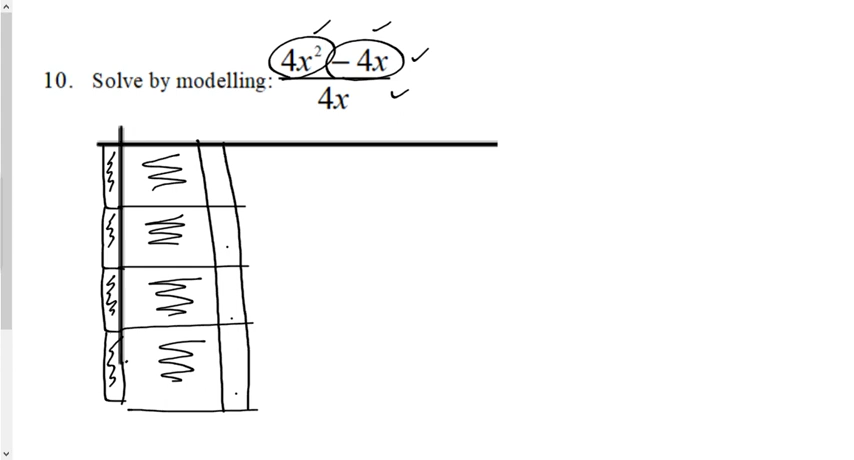 10. Solve by modelling: (4x² − 4x)/4x